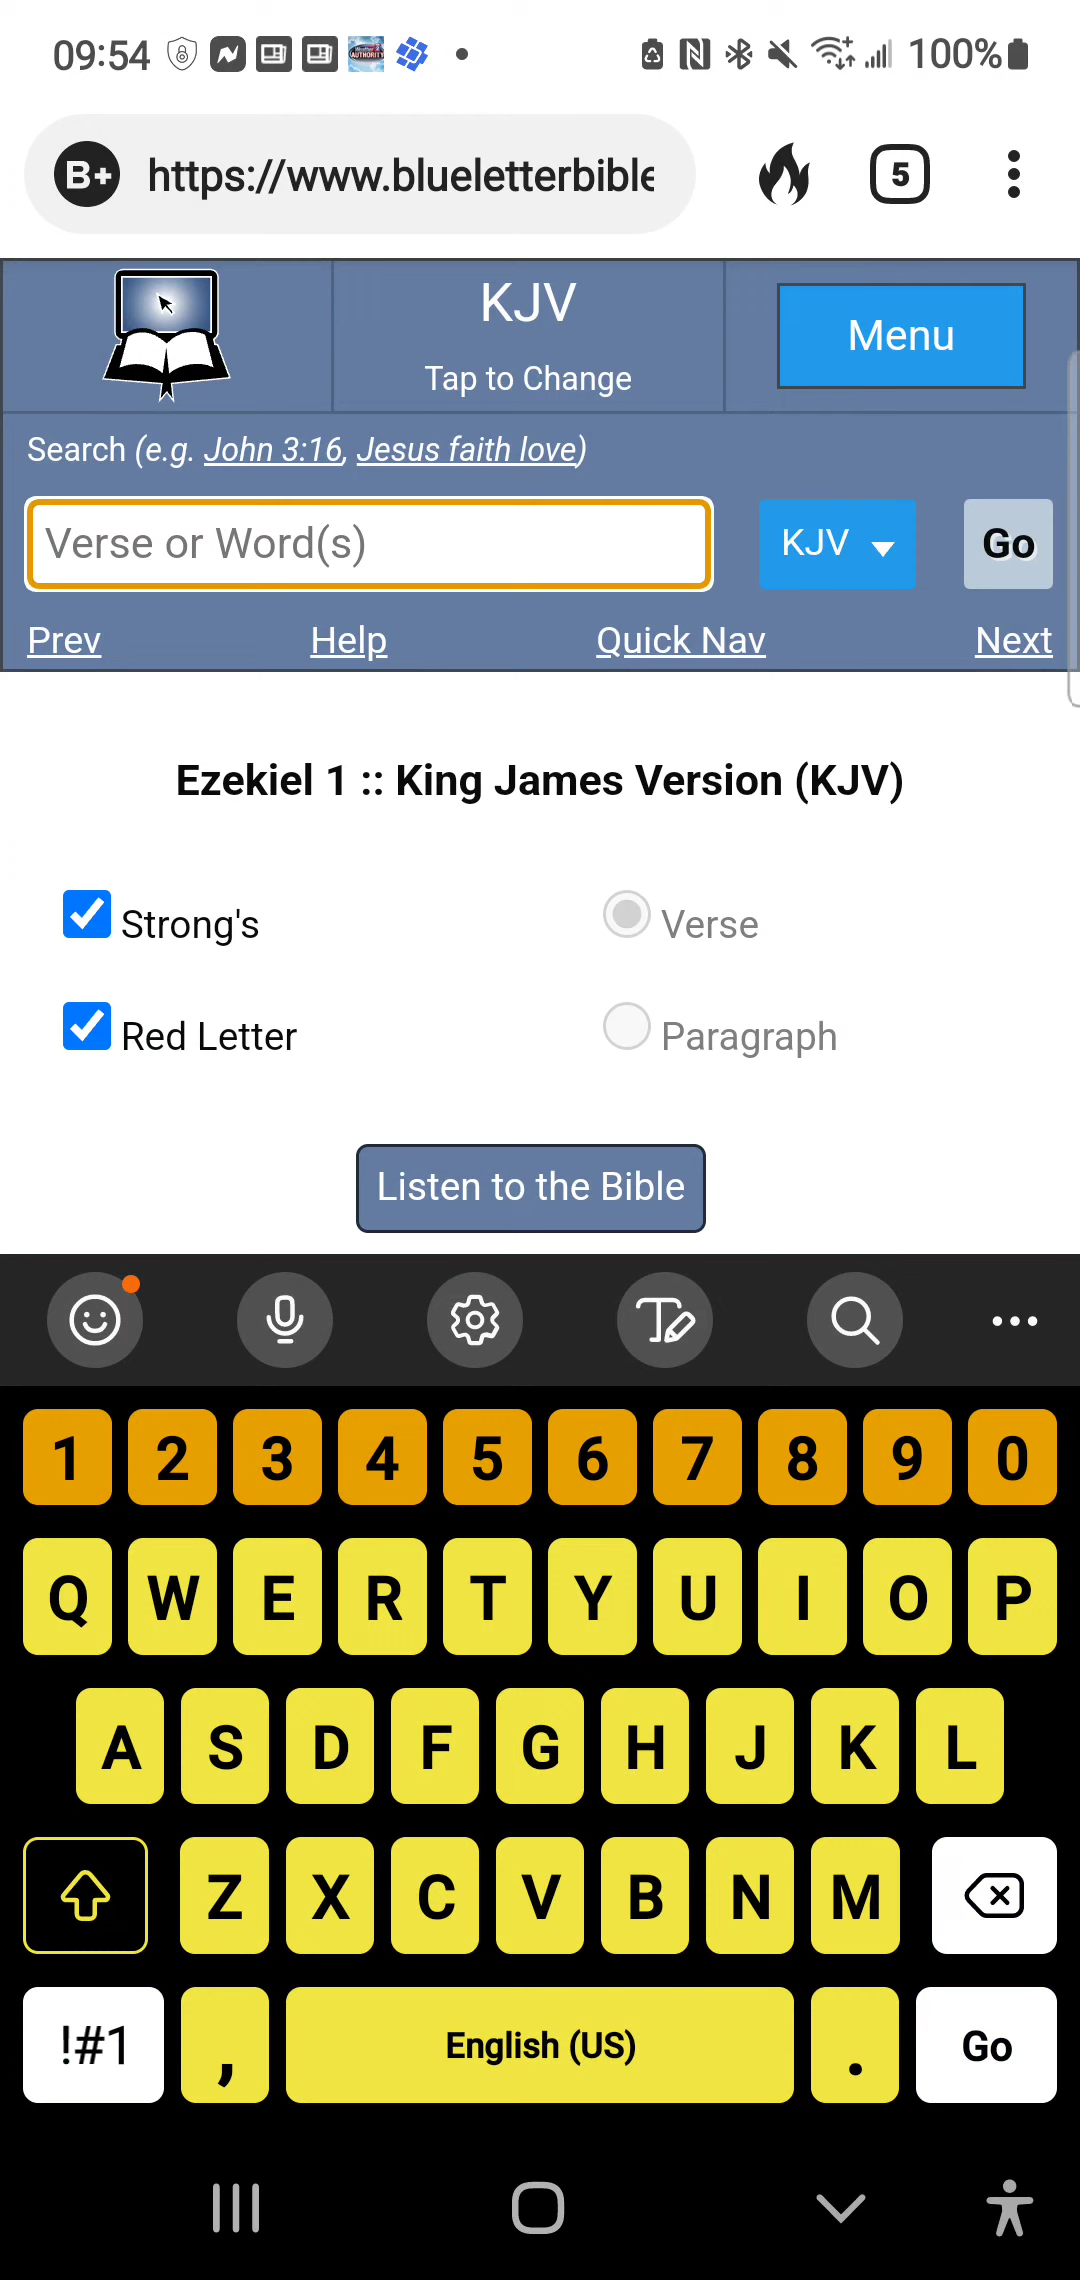 09:54 100%
B+ https://www.blueletterbible 5
KJV
Tap to Change
Menu
Search (e.g. John 3:16, Jesus faith love)
Verse or Word(s) KJV Go
Prev Help Quick Nav Next
Ezekiel 1 :: King James Version (KJV)
Strong's Verse
Red Letter Paragraph
Listen to the Bible
1 2 3 4 5 6 7 8 9 0
Q W E R T Y U I O P
A S D F G H J K L
Z X C V B N M
!#1 , English (US) . Go